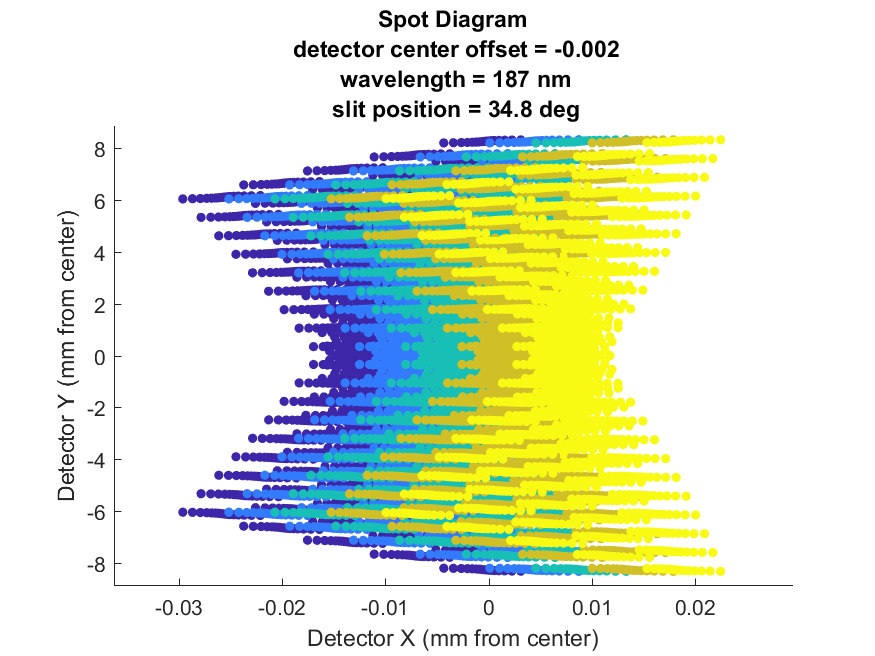 Spot Diagram
detector center offset = -0.002
wavelength = 187 nm
slit position = 34.8 deg
Detector Y (mm from center)
8
6
4
2
0
-2
-4
-6
-8
-0.03 -0.02 -0.01 0 0.01 0.02
Detector X (mm from center)